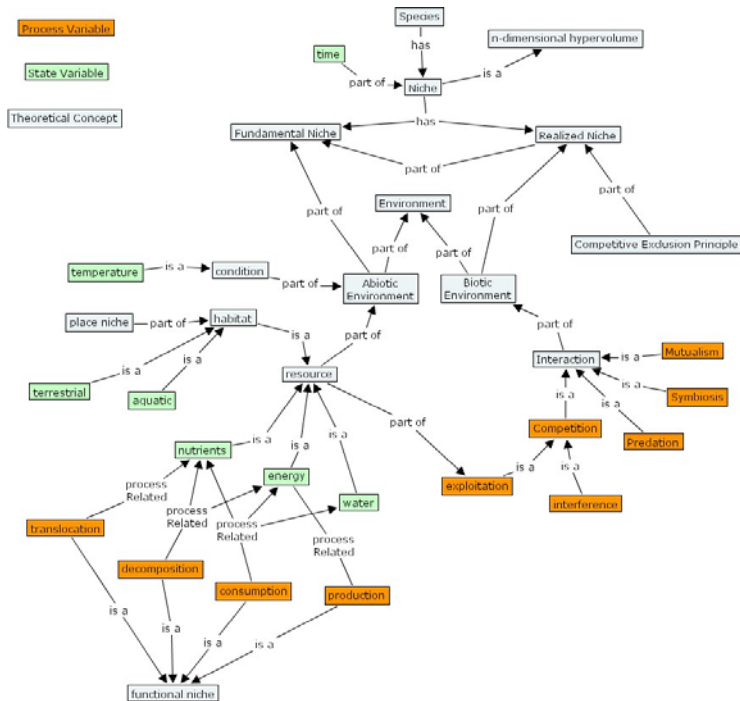 Process Variable
State Variable
Theoretical Concept
Species
has
n-dimensional hypervolume
time
part of
is a
Niche
has
Fundamental Niche
Realized Niche
part of
part of
Environment
part of
part of
part of
part of
Competitive Exclusion Principle
temperature
is a
condition
part of
Abiotic
Environment
Biotic
Environment
place niche
part of
habitat
is a
part of
part of
Interaction
is a
Mutualism
is a
terrestrial
is a
aquatic
resource
is a
Symbiosis
is a
is a
Competition
Predation
part of
nutrients
is a
is a
is a
energy
water
exploitation
is a
is a
interference
process
Related
process
Related
process
Related
process
Related
translocation
decomposition
consumption
production
is a
is a
is a
is a
functional niche